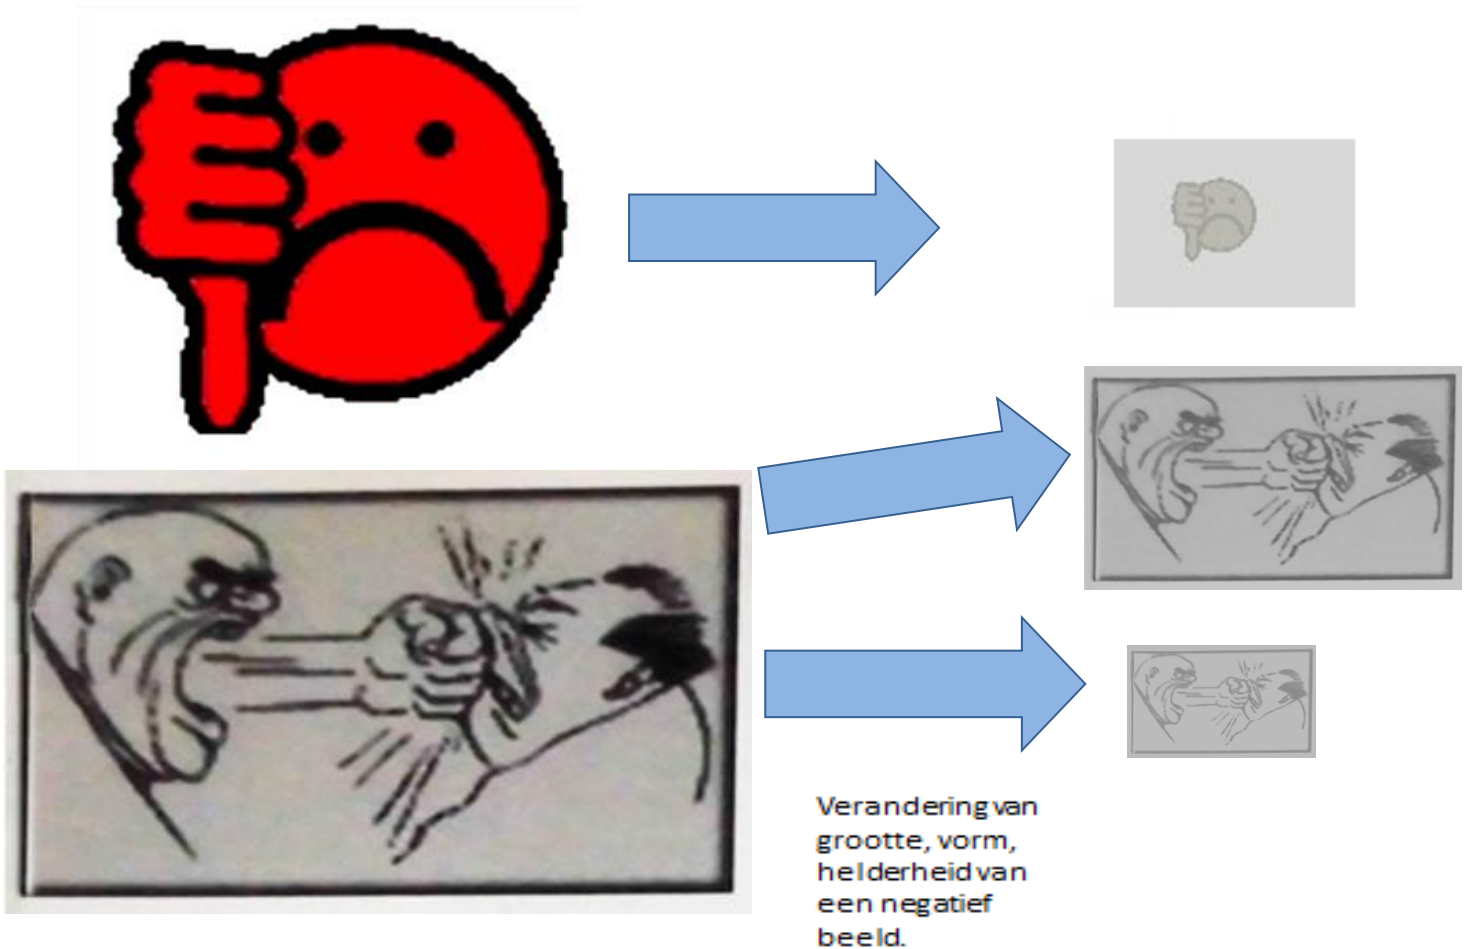 Verandering van
grootte, vorm,
helderheid van
een negatief
beeld.